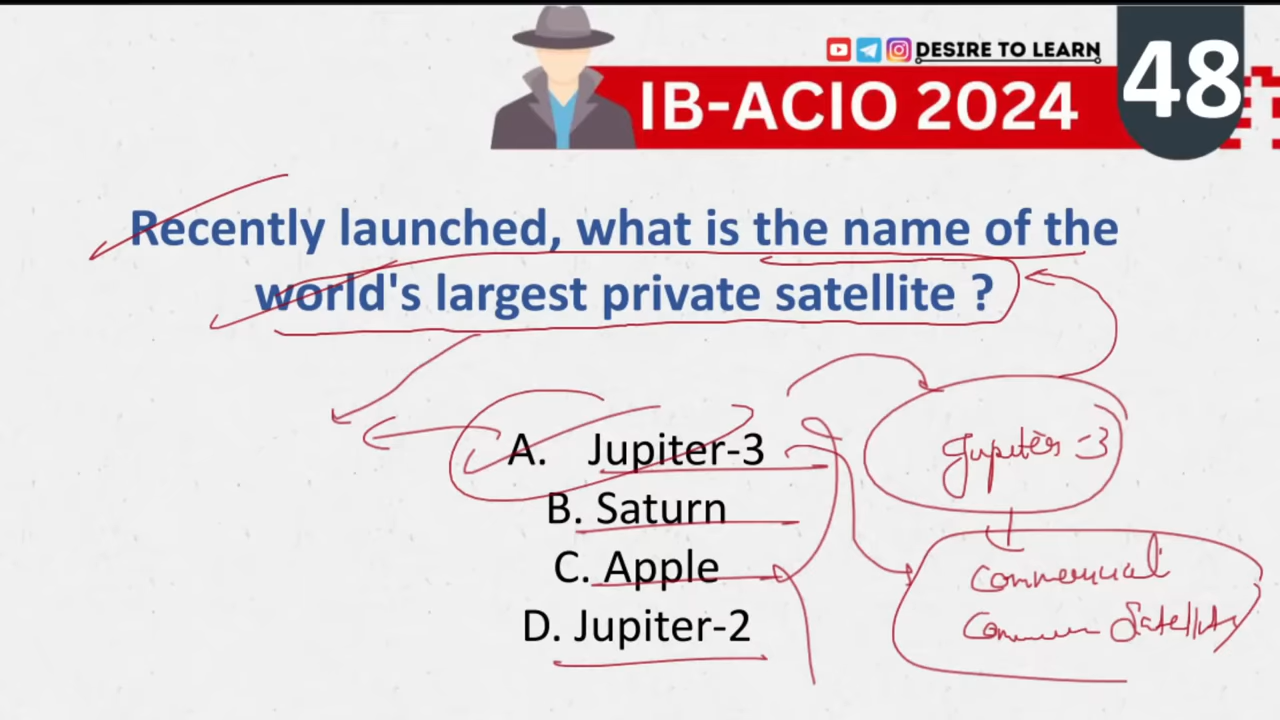 DESIRE TO LEARN
IB-ACIO 2024
48
Recently launched, what is the name of the
world's largest private satellite ?
A. Jupiter-3
B. Saturn
C. Apple
D. Jupiter-2
Jupiter-3
Commercial
Satellite